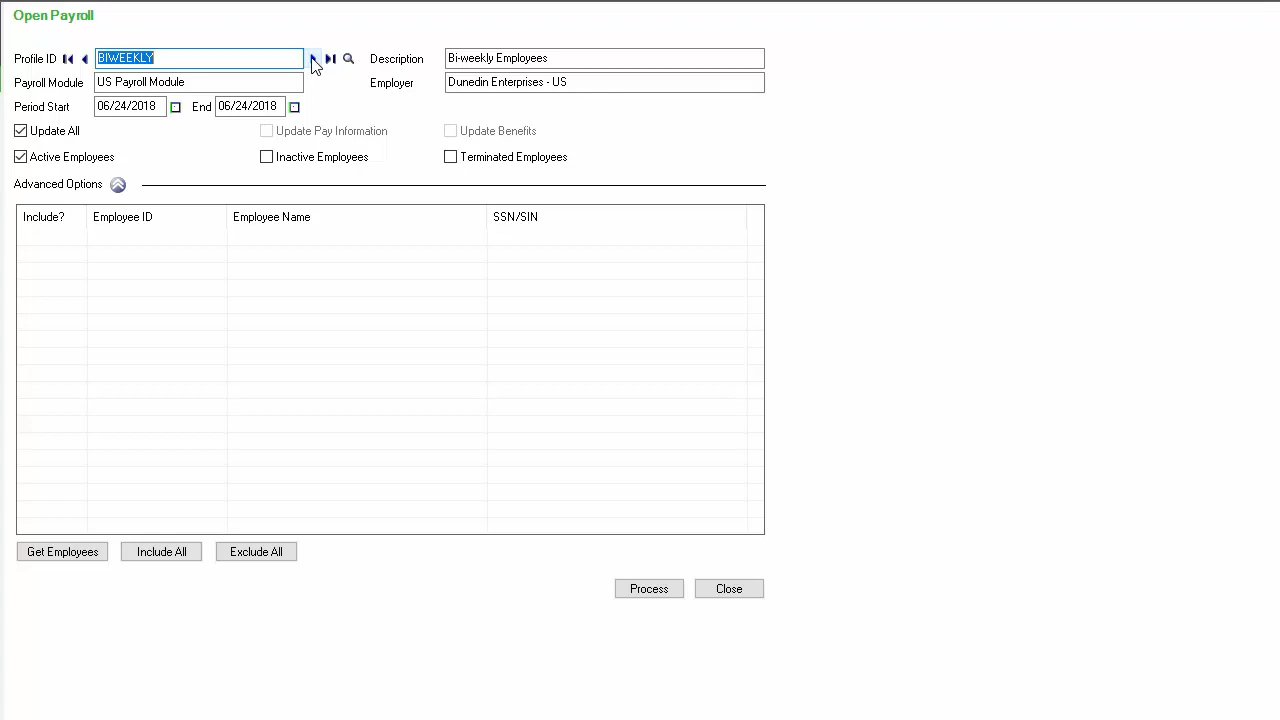 Open Payroll
Profile ID BIWEEKLY Description Bi-weekly Employees
Payroll Module US Payroll Module Employer Dunedin Enterprises - US
Period Start 06/24/2018 End 06/24/2018
Update All Update Pay Information Update Benefits
Active Employees Inactive Employees Terminated Employees
Advanced Options
Include? Employee ID Employee Name SSN/SIN
Get Employees Include All Exclude All
Process Close